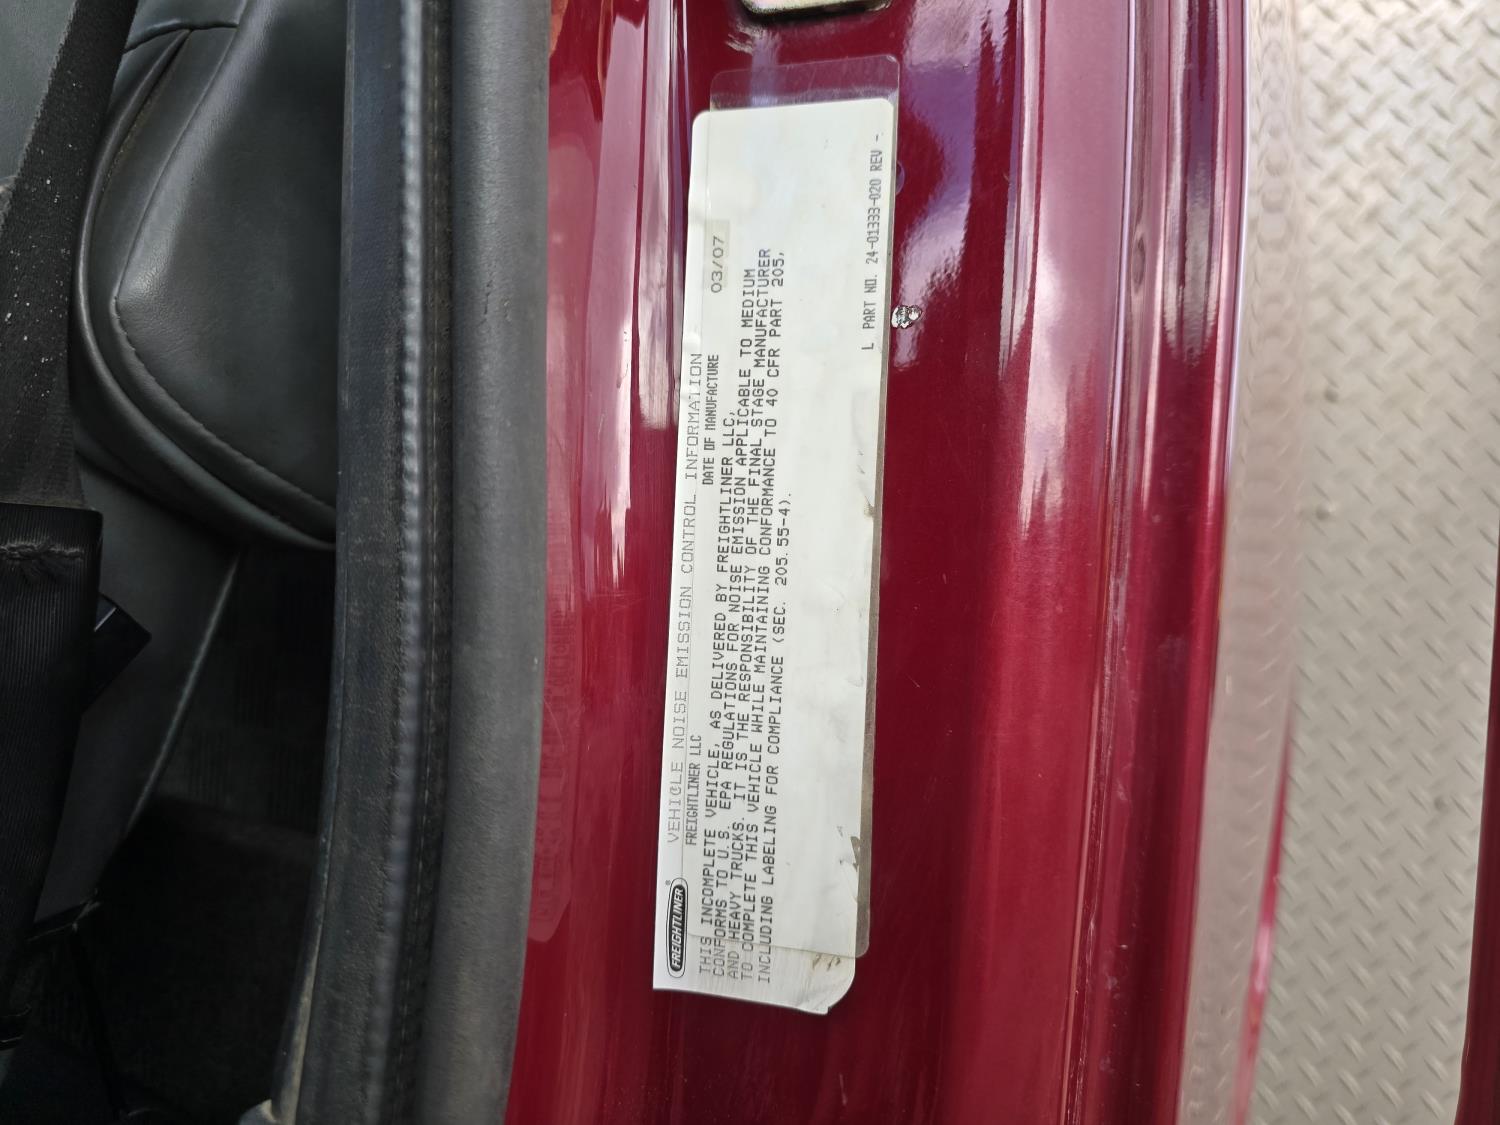 FREIGHTLINER®
VEHICLE NOISE EMISSION CONTROL INFORMATION
FREIGHTLINER LLC DATE OF MANUFACTURE 03/07
THIS INCOMPLETE VEHICLE, AS DELIVERED BY FREIGHTLINER LLC,
CONFORMS TO U.S. EPA REGULATIONS FOR NOISE EMISSION APPLICABLE TO MEDIUM
AND HEAVY TRUCKS. IT IS THE RESPONSIBILITY OF THE FINAL STAGE MANUFACTURER
TO COMPLETE THIS VEHICLE WHILE MAINTAINING CONFORMANCE TO 40 CFR PART 205,
INCLUDING LABELING FOR COMPLIANCE (SEC. 205.55-4).
L PART NO. 24-01333-020 REV -